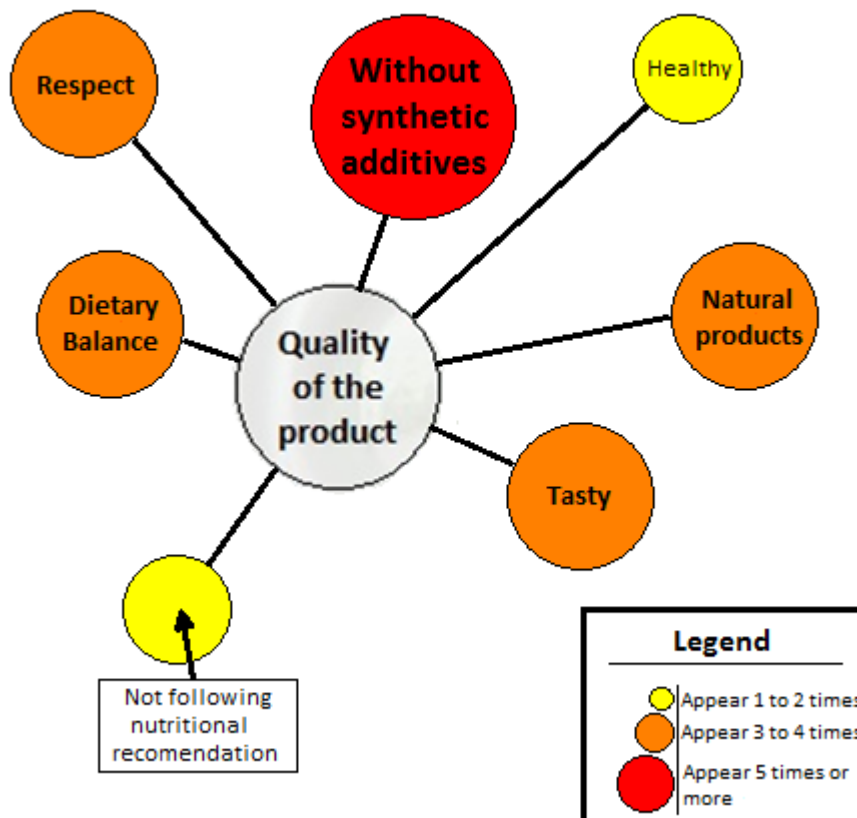 Respect
Without
synthetic
additives
Healthy
Dietary
Balance
Natural
products
Quality
of the
product
Tasty
Not following
nutritional
recomendation
Legend
Appear 1 to 2 times
Appear 3 to 4 times
Appear 5 times or
more